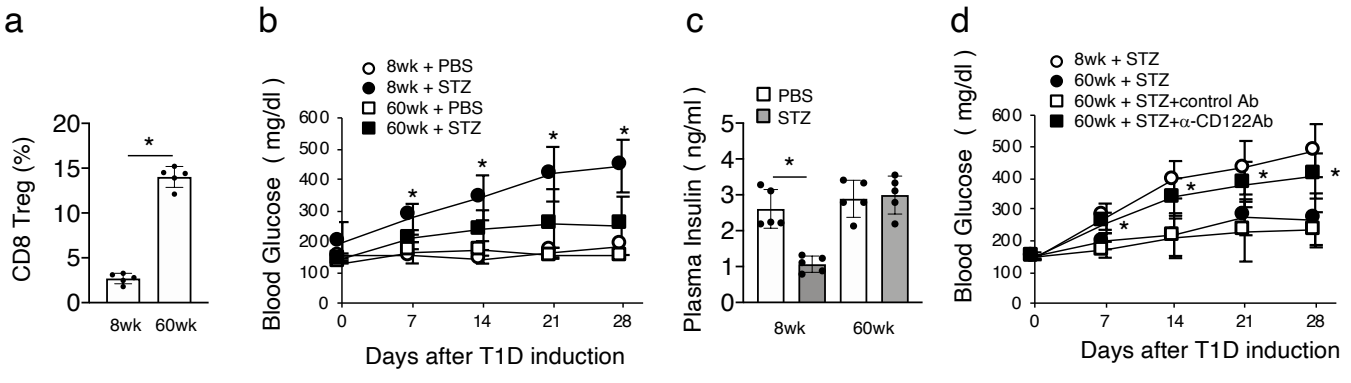 a
CD8 Treg (%)
20
15
10
5
0
*
8wk 60wk
b
8wk + PBS
8wk + STZ
60wk + PBS
60wk + STZ
Blood Glucose ( mg/dl)
600
500
400
300
200
100
0
* * * *
0 7 14 21 28
Days after T1D induction
c
Plasma Insulin ( ng/ml )
PBS
STZ
5
4
3
2
1
0
*
8wk 60wk
d
8wk + STZ
60wk + STZ
60wk + STZ+control Ab
60wk + STZ+α-CD122Ab
Blood Glucose ( mg/dl)
600
500
400
300
200
100
0
* * * *
0 7 14 21 28
Days after T1D induction